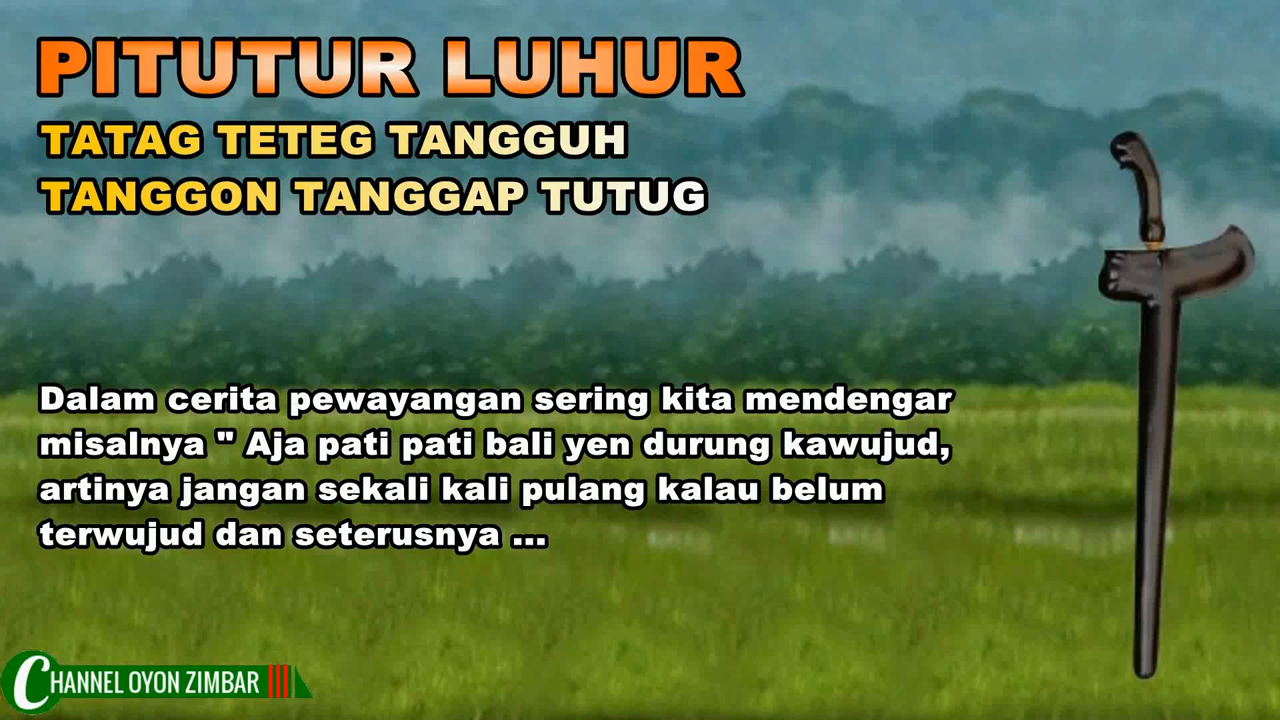 PITUTUR LUHUR
TATAG TETEG TANGGUH
TANGGON TANGGAP TUTUG
Dalam cerita pewayangan sering kita mendengar
misalnya " Aja pati pati bali yen durung kawujud,
artinya jangan sekali kali pulang kalau belum
terwujud dan seterusnya ...
CHANNEL OYON ZIMBAR